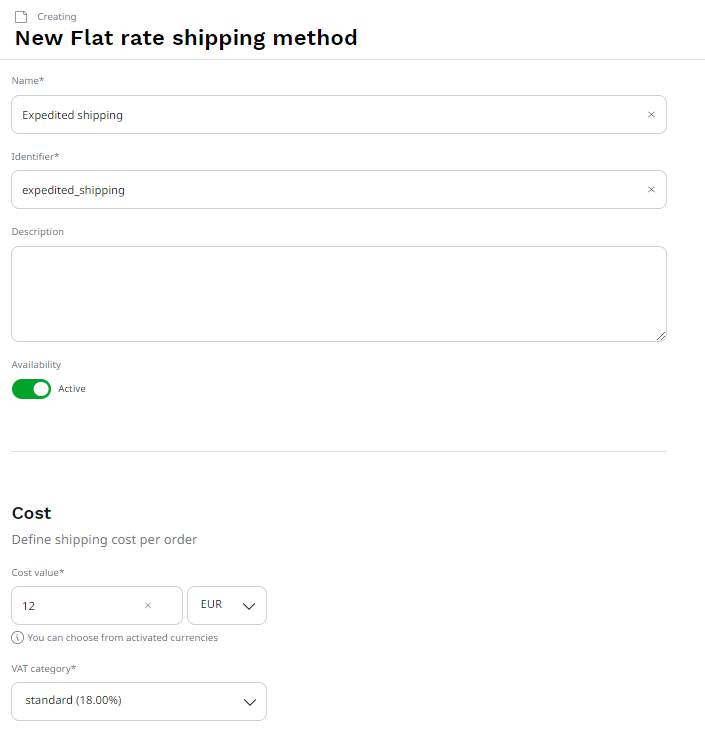 Creating
New Flat rate shipping method
Name*
Expedited shipping
Identifier*
expedited_shipping
Description
Availability
Active
Cost
Define shipping cost per order
Cost value*
12 EUR
You can choose from activated currencies
VAT category*
standard (18.00%)